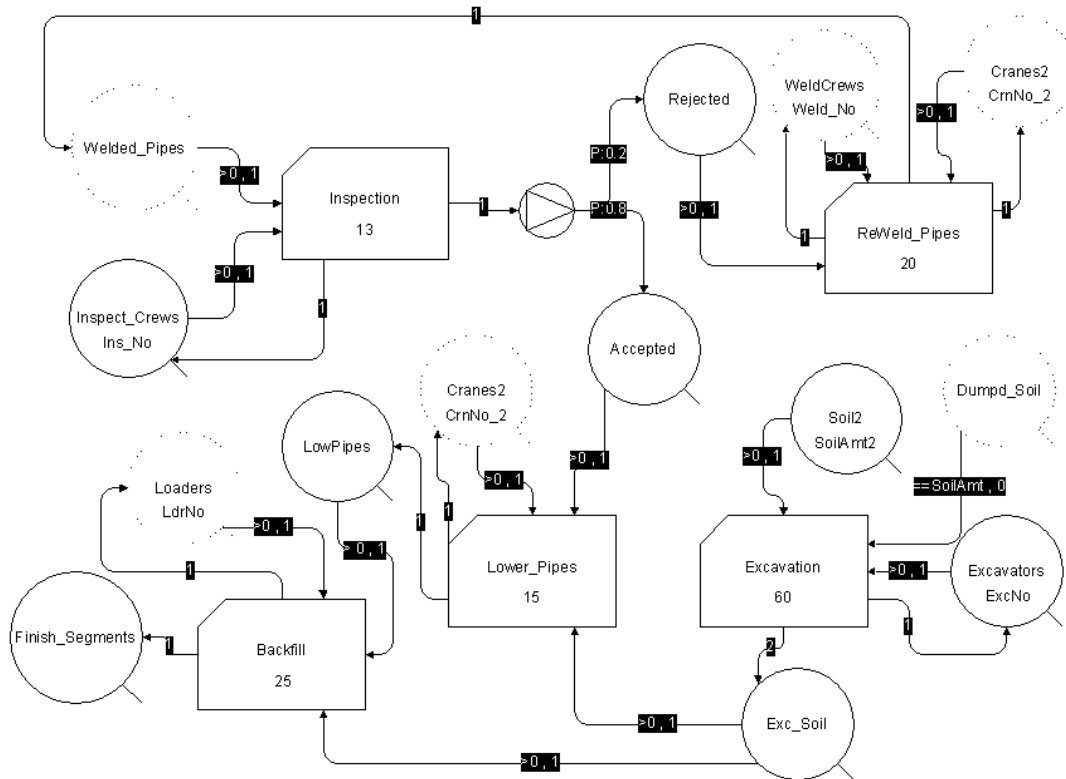 1
Welded_Pipes
>0 , 1
Inspection
13
1
P:0.2
P:0.8
Rejected
>0 , 1
WeldCrews
Weld_No
>0 , 1
Cranes2
CrnNo_2
>0 , 1
ReWeld_Pipes
20
1
1
Inspect_Crews
Ins_No
>0 , 1
1
Accepted
>0 , 1
Cranes2
CrnNo_2
>0 , 1
1
1
LowPipes
>0 , 1
Loaders
LdrNo
>0 , 1
1
Lower_Pipes
15
Soil2
SoilAmt2
>0 , 1
Dumpd_Soil
==SoilAmt , 0
Excavation
60
>0 , 1
Excavators
ExcNo
1
2
Exc_Soil
>0 , 1
>0 , 1
Backfill
25
1
Finish_Segments